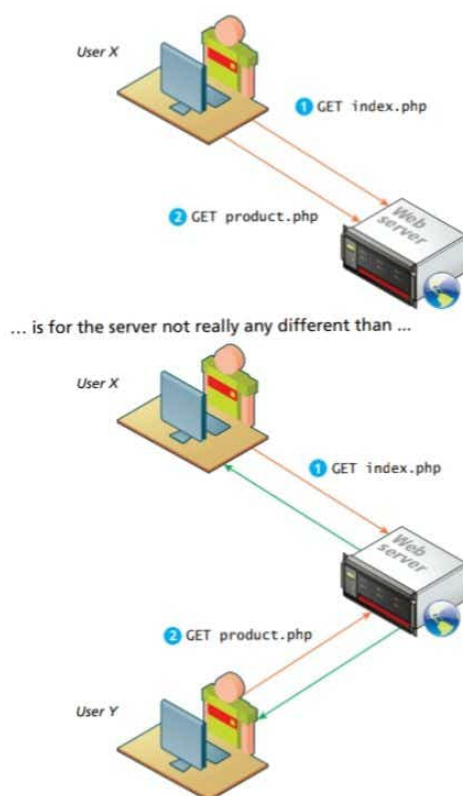 User X
1 GET index.php
2 GET product.php
Web
server
... is for the server not really any different than ...
User X
1 GET index.php
Web
server
2 GET product.php
User Y